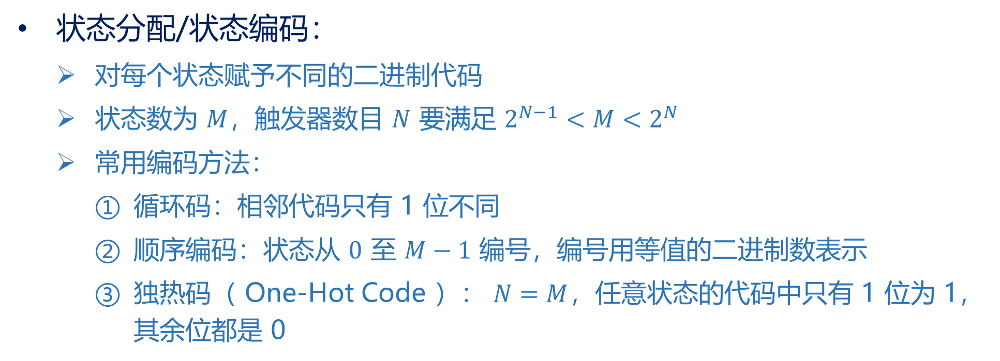 • 状态分配/状态编码：
➢ 对每个状态赋予不同的二进制代码
➢ 状态数为 M，触发器数目 N 要满足 2^{N−1} < M < 2^N
➢ 常用编码方法：
① 循环码：相邻代码只有 1 位不同
② 顺序编码：状态从 0 至 M − 1 编号，编号用等值的二进制数表示
③ 独热码（ One-Hot Code ）： N = M，任意状态的代码中只有 1 位为 1，
其余位都是 0